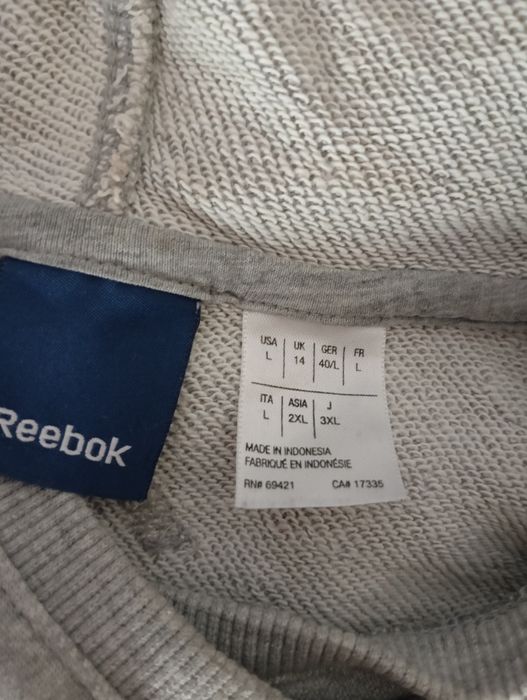 Reebok
USA UK GER FR
L 14 40/L L
ITA ASIA J
L 2XL 3XL
MADE IN INDONESIA
FABRIQUÉ EN INDONÉSIE
RN# 69421 CA# 17335